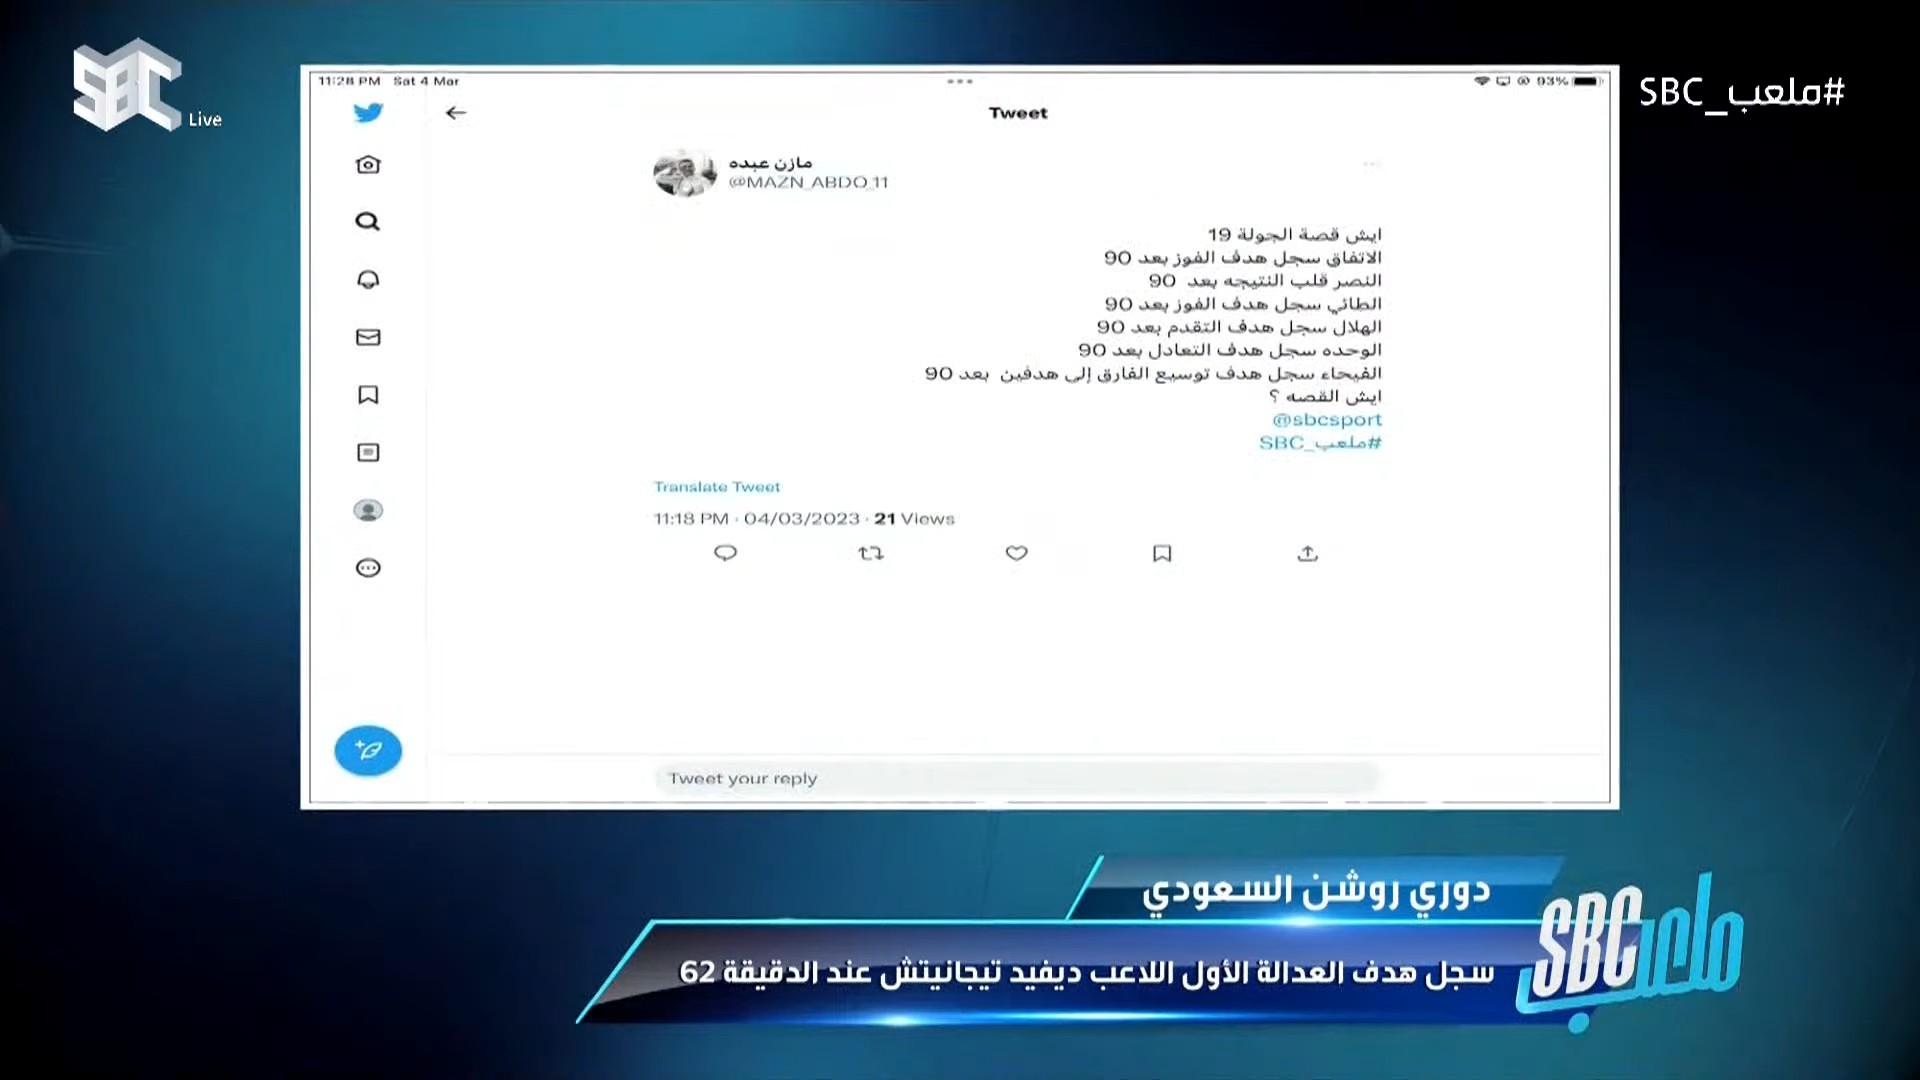 SBC
Live
#ملعب_SBC
11:28 PM Sat 4 Mar
93%
Tweet
مازن عبده
@MAZN_ABDO_11
ايش قصة الجولة 19
الاتفاق سجل هدف الفوز بعد 90
النصر قلب النتيجه بعد 90
الطائي سجل هدف الفوز بعد 90
الهلال سجل هدف التقدم بعد 90
الوحده سجل هدف التعادل بعد 90
الفيحاء سجل هدف توسيع الفارق إلى هدفين بعد 90
ايش القصه ؟
@sbcsport
#ملعب_SBC
Translate Tweet
11:18 PM · 04/03/2023 · 21 Views
Tweet your reply
دوري روشن السعودي
سجل هدف العدالة الأول اللاعب ديفيد تيجانيتش عند الدقيقة 62
ملعب SBC